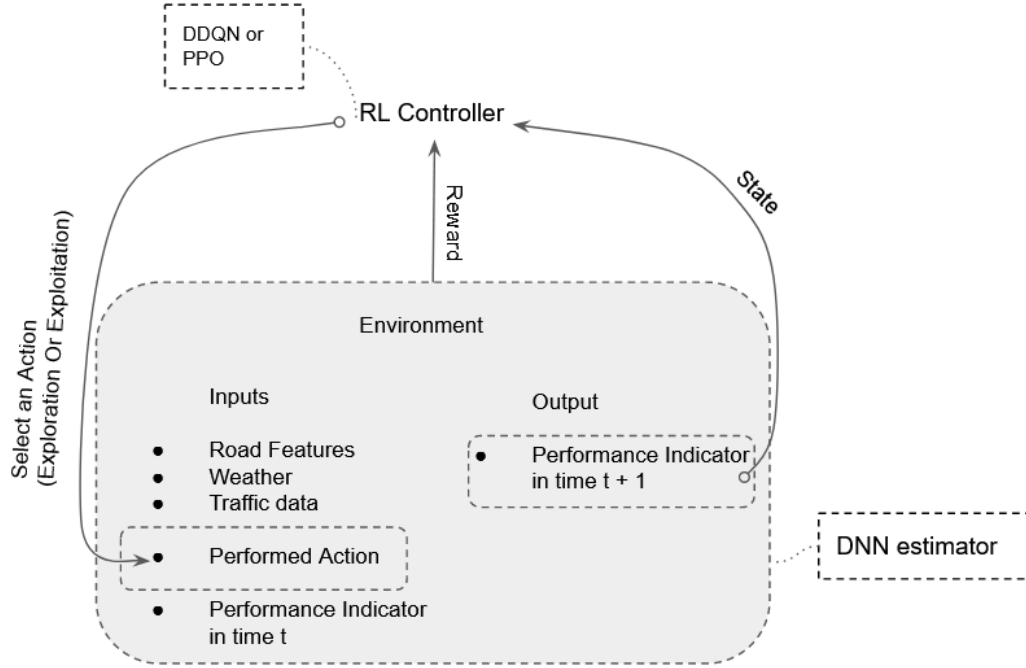 DDQN or
PPO
RL Controller
Reward
State
Select an Action
(Exploration Or Exploitation)
Environment
Inputs
Output
● Road Features
● Weather
● Traffic data
● Performed Action
● Performance Indicator
in time t
● Performance Indicator
in time t + 1
DNN estimator